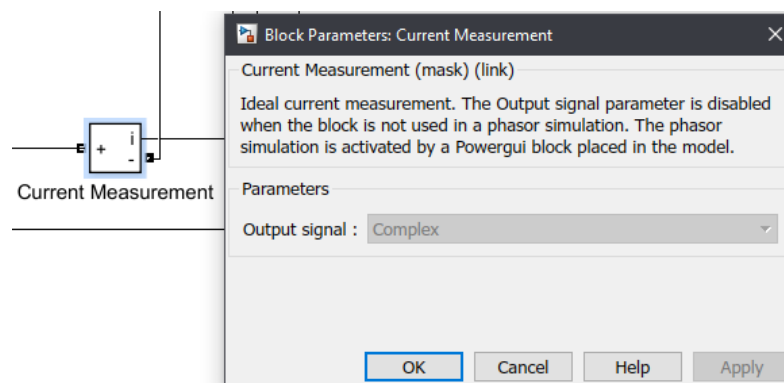 Block Parameters: Current Measurement
Current Measurement (mask) (link)
Ideal current measurement. The Output signal parameter is disabled
when the block is not used in a phasor simulation. The phasor
simulation is activated by a Powergui block placed in the model.
+ i
-
Current Measurement
Parameters
Output signal : Complex
OK Cancel Help Apply